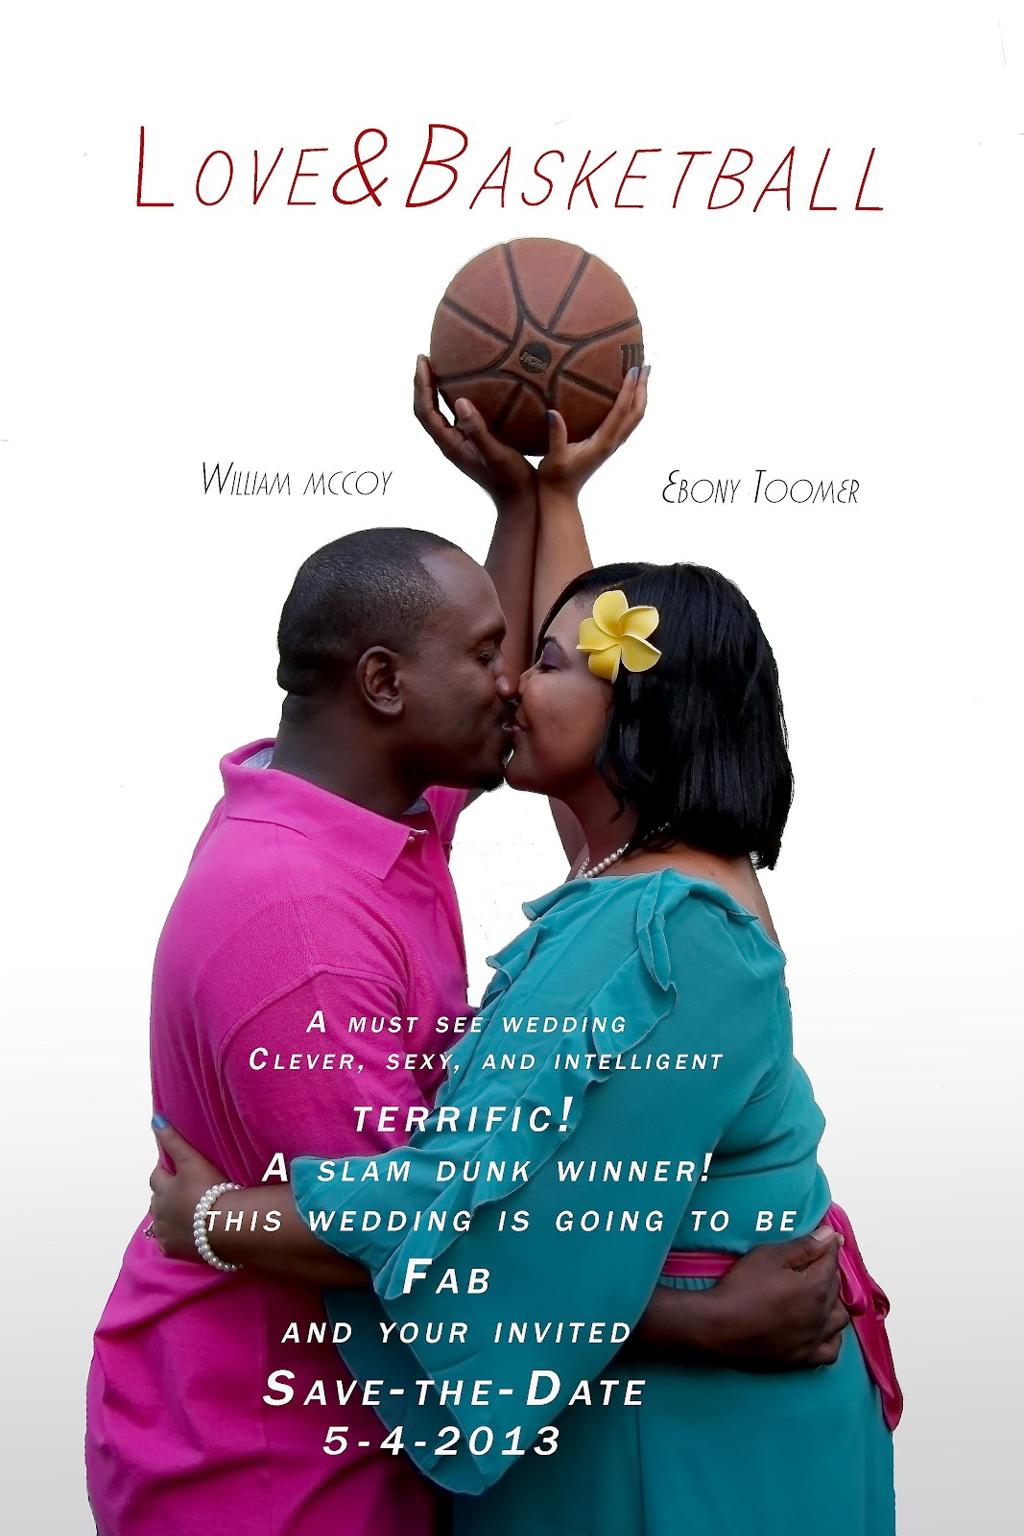 Love&Basketball
William mccoy
Ebony Toomer
A must see wedding
Clever, sexy, and intelligent
terrific!
A slam dunk winner!
this wedding is going to be
Fab
and your invited
Save-the-Date
5-4-2013